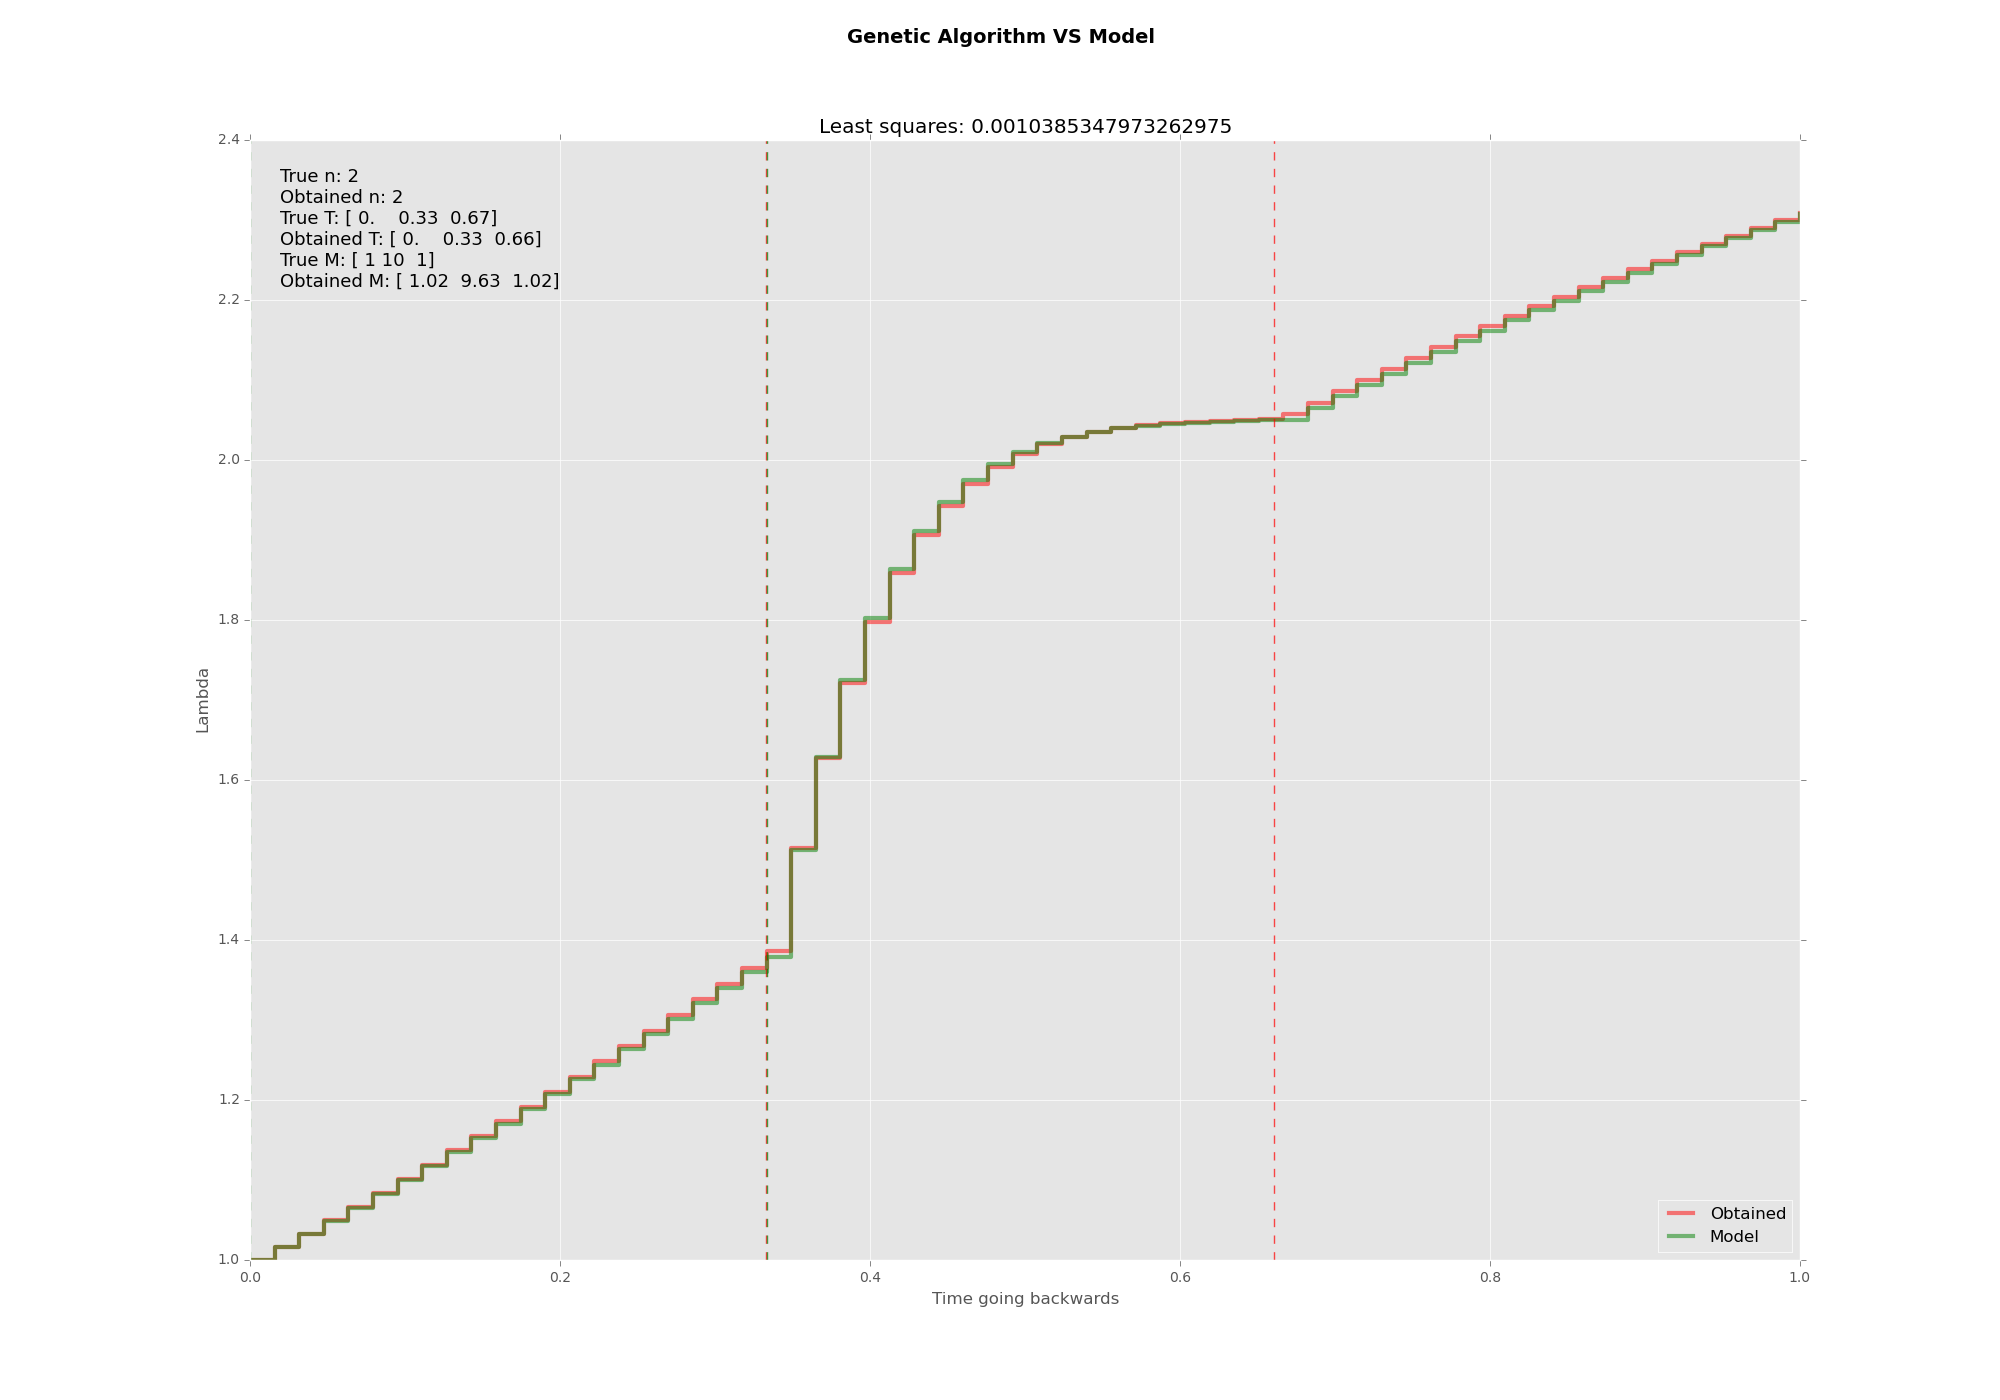 Genetic Algorithm VS Model
Least squares: 0.0010385347973262975
2.4
2.2
2.0
1.8
1.6
1.4
1.2
1.0
True n: 2
Obtained n: 2
True T: [ 0.    0.33  0.67]
Obtained T: [ 0.    0.33  0.66]
True M: [ 1 10  1]
Obtained M: [ 1.02  9.63  1.02]
Lambda
Obtained
Model
0.0 0.2 0.4 0.6 0.8 1.0
Time going backwards